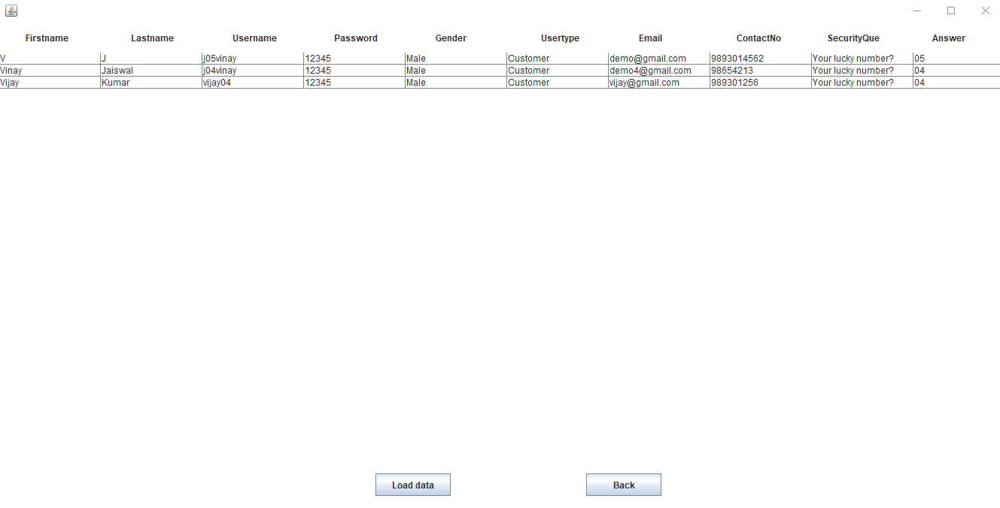 Firstname Lastname Username Password Gender Usertype Email ContactNo SecurityQue Answer
V J j05vinay 12345 Male Customer demo@gmail.com 9893014562 Your lucky number? 05
Vinay Jaiswal j04vinay 12345 Male Customer demo4@gmail.com 98654213 Your lucky number? 04
Vijay Kumar vijay04 12345 Male Customer vijay@gmail.com 989301256 Your lucky number? 04
Load data Back